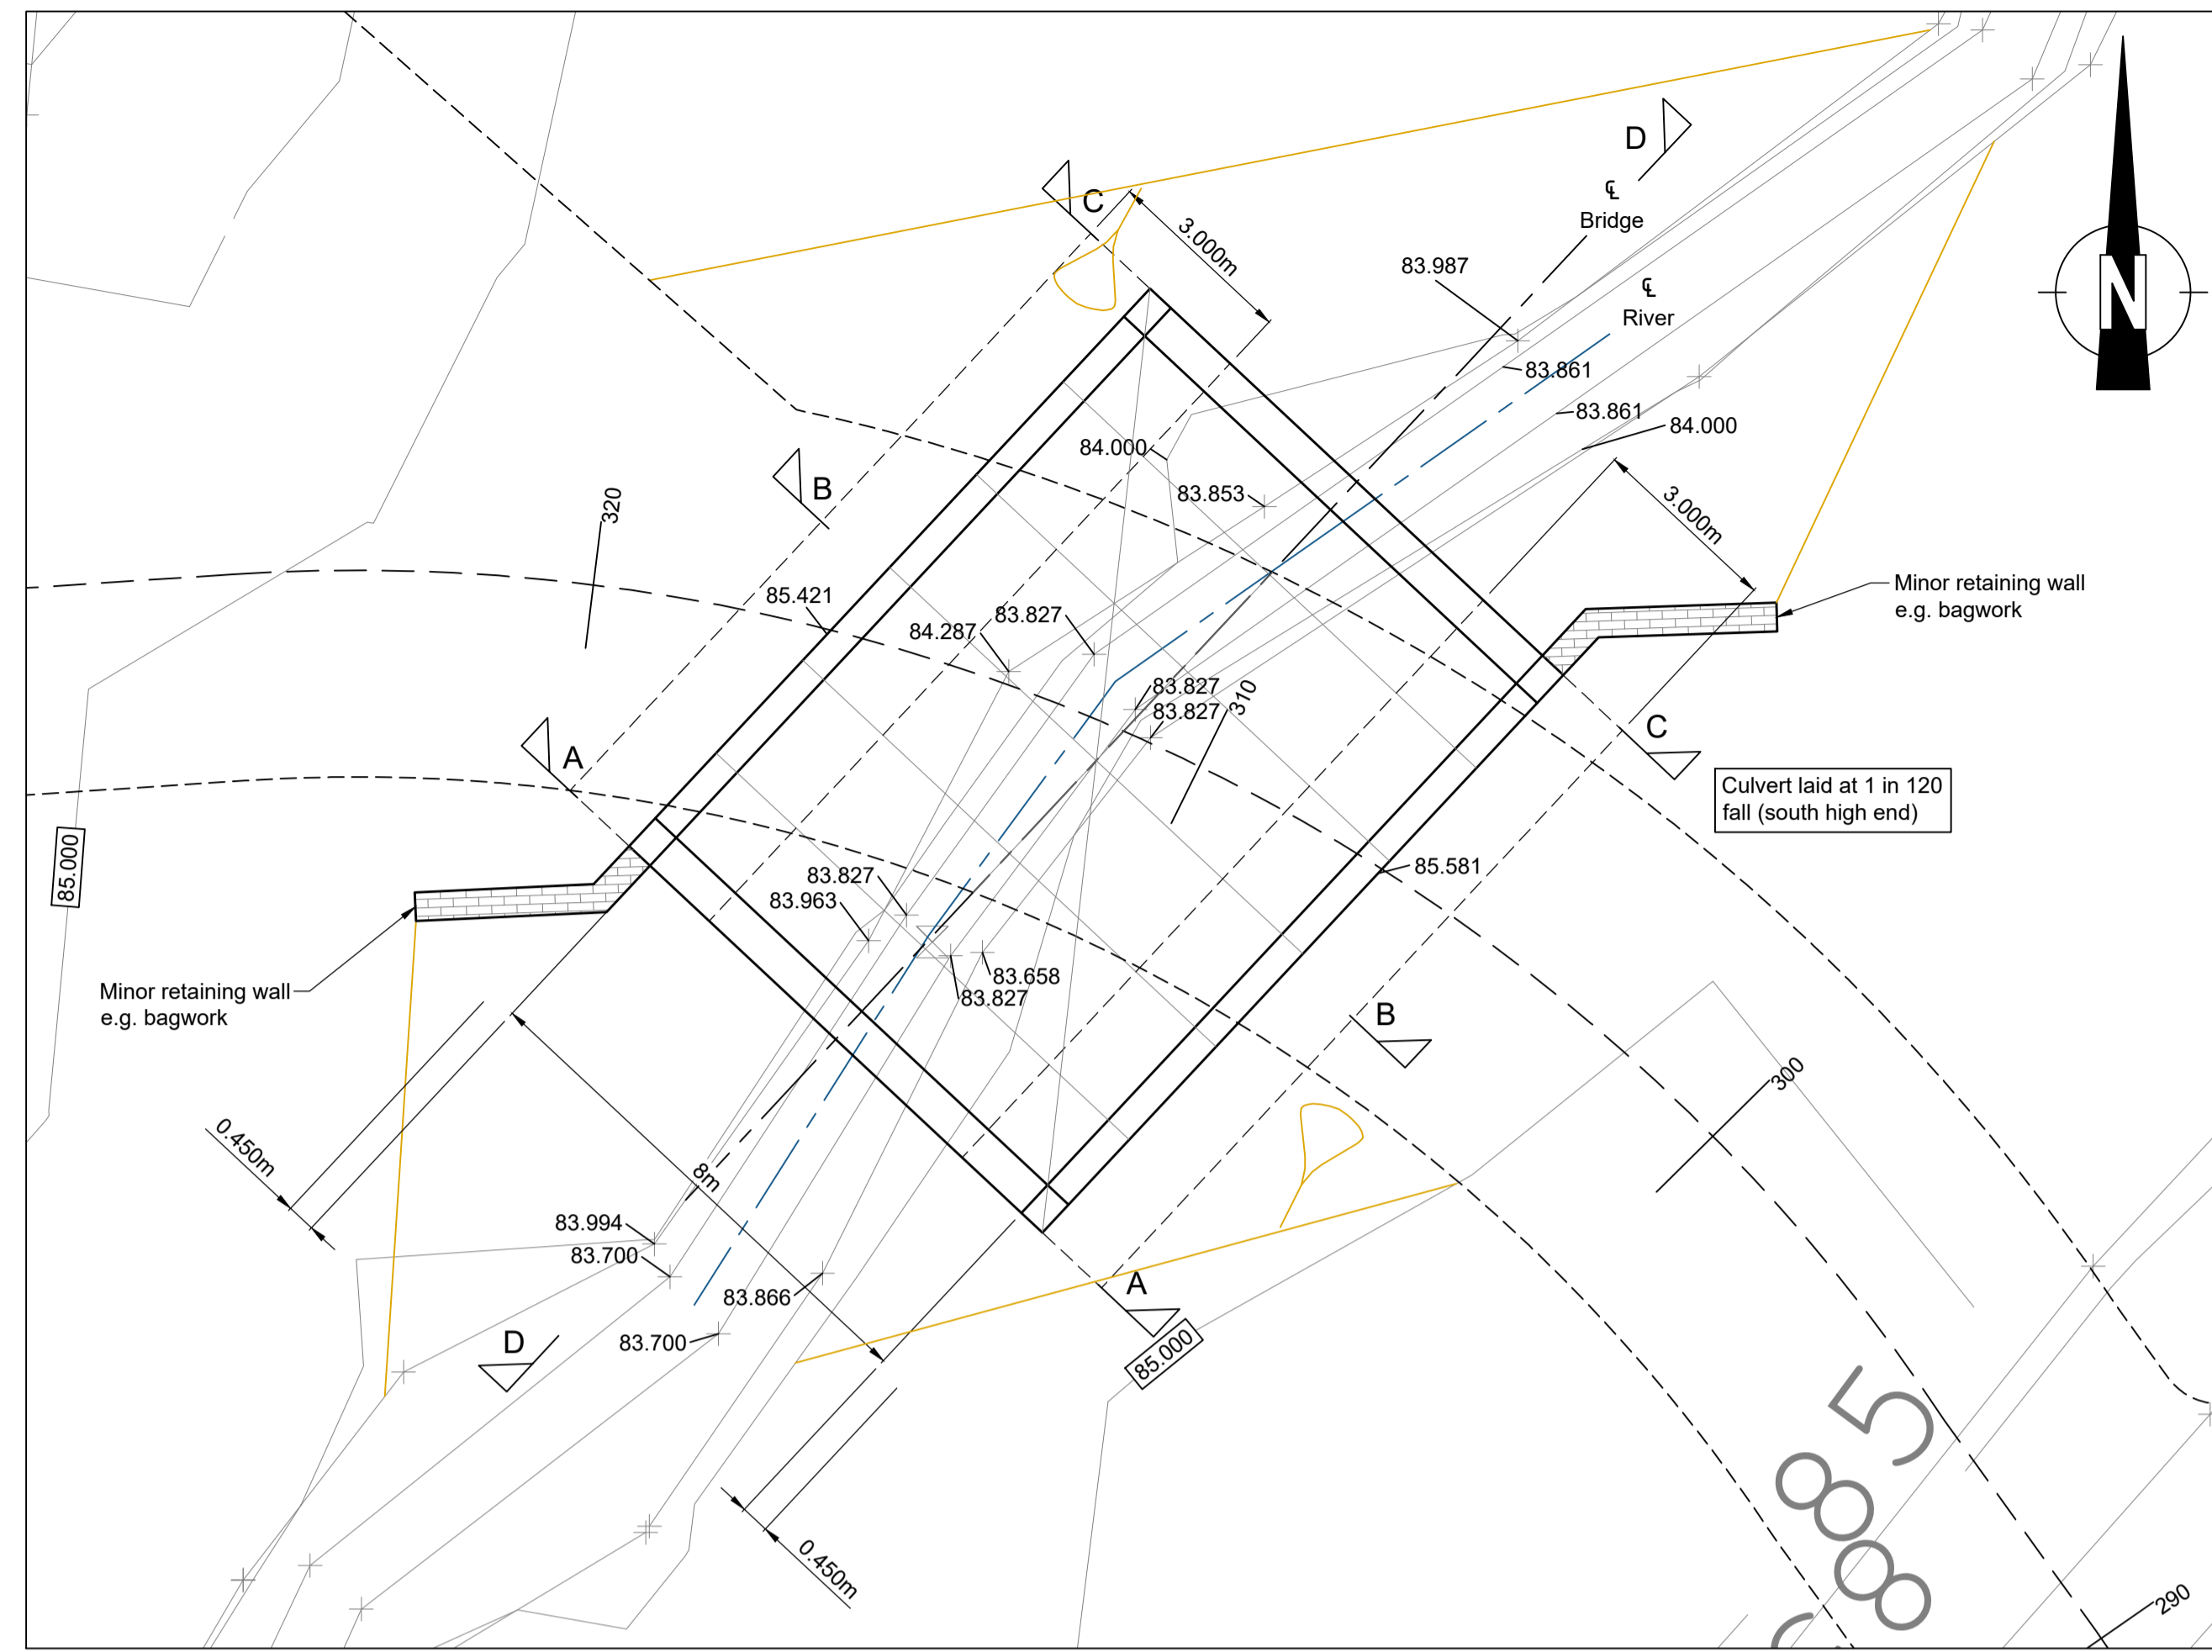 D
℄
Bridge
℄
River
N
C
3.000m
83.987
83.861
83.861
84.000
84.000
B
83.853
320
3.000m
Minor retaining wall
e.g. bagwork
85.421
84.287
83.827
83.827
83.827
310
C
A
Culvert laid at 1 in 120
fall (south high end)
85.000
85.581
83.827
83.963
83.658
83.827
Minor retaining wall
e.g. bagwork
B
300
0.450m
8m
83.994
83.700
83.866
83.700
D
A
85.000
0.450m
5
8
8
290